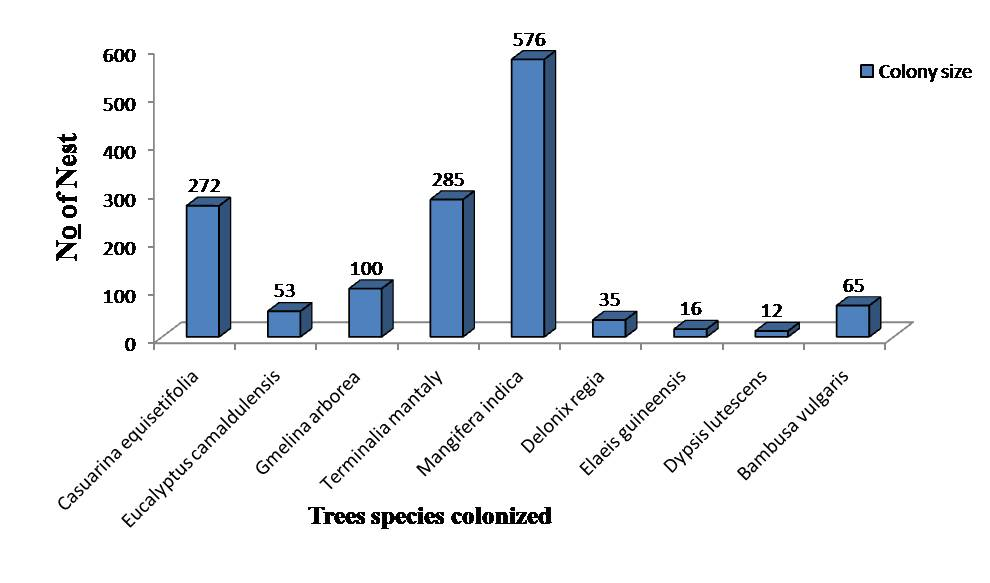 576
600
Colony size
500
400
300
200
100
0
No of Nest
272
53
100
285
35
16
12
65
Casuarina equisetifolia
Eucalyptus camaldulensis
Gmelina arborea
Terminalia mantaly
Mangifera indica
Delonix regia
Elaeis guineensis
Dypsis lutescens
Bambusa vulgaris
Trees species colonized